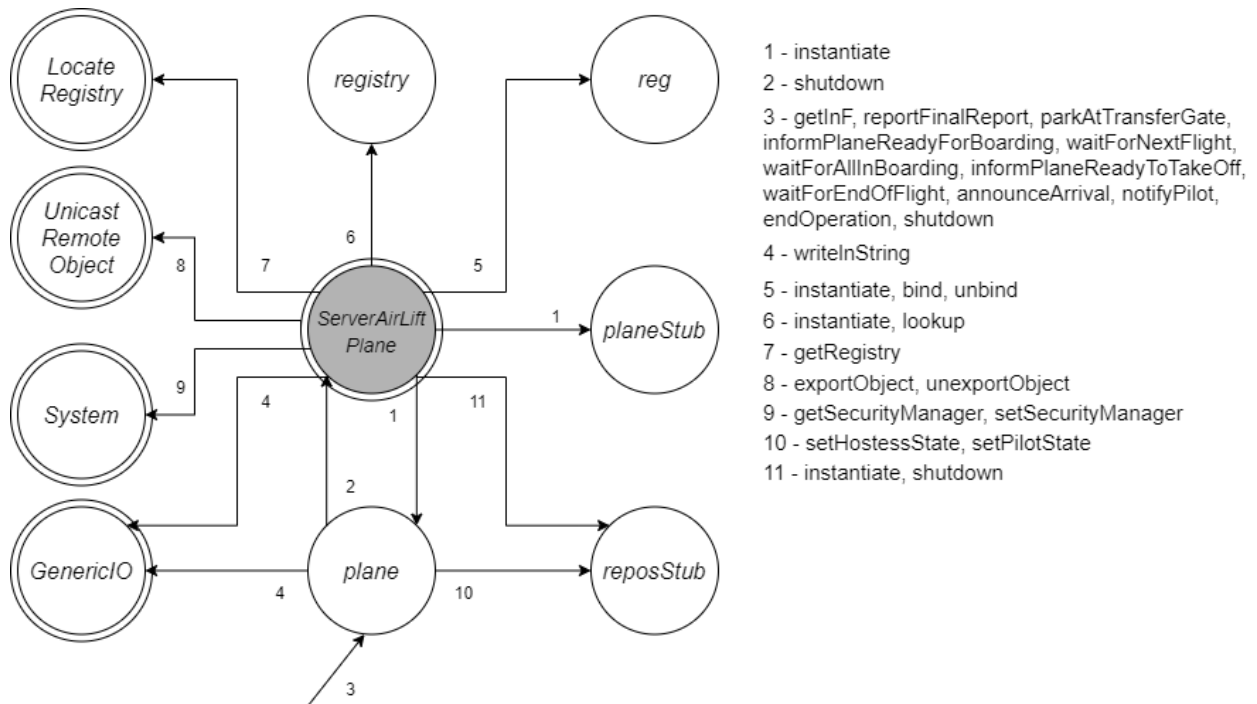 Locate
Registry
registry
reg
Unicast
Remote
Object
8
7
6
5
ServerAirLift
Plane
1
planeStub
System
9
4
1
11
2
GenericIO
4
plane
10
reposStub
3
1 - instantiate
2 - shutdown
3 - getInF, reportFinalReport, parkAtTransferGate,
informPlaneReadyForBoarding, waitForNextFlight,
waitForAllInBoarding, informPlaneReadyToTakeOff,
waitForEndOfFlight, announceArrival, notifyPilot,
endOperation, shutdown
4 - writelnString
5 - instantiate, bind, unbind
6 - instantiate, lookup
7 - getRegistry
8 - exportObject, unexportObject
9 - getSecurityManager, setSecurityManager
10 - setHostessState, setPilotState
11 - instantiate, shutdown